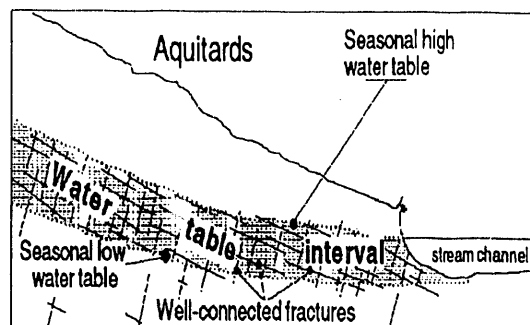 Aquitards
Seasonal high
water table
Water
table
interval
stream channel
Seasonal low
water table
Well-connected fractures